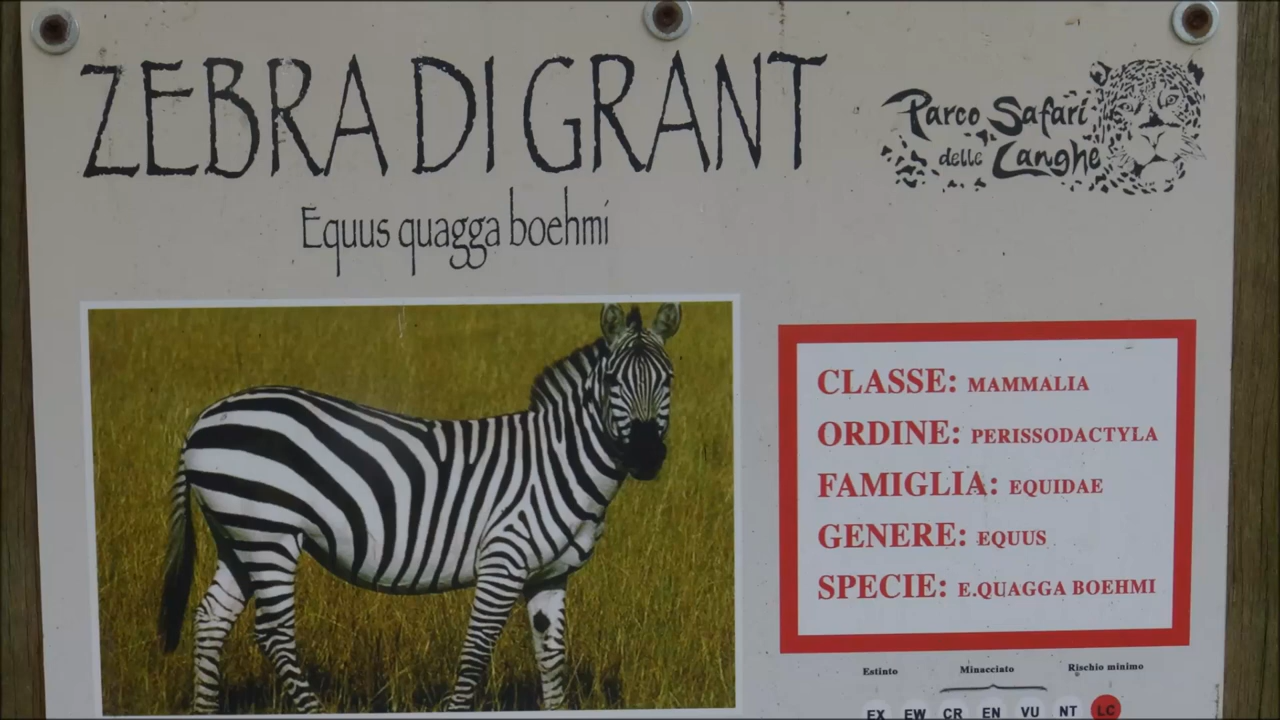 ZEBRA DI GRANT
Parco Safari
delle Langhe
Equus quagga boehmi
CLASSE: MAMMALIA
ORDINE: PERISSODACTYLA
FAMIGLIA: EQUIDAE
GENERE: EQUUS
SPECIE: E.QUAGGA BOEHMI
Estinto Minacciato Rischio minimo
EX EW CR EN VU NT LC